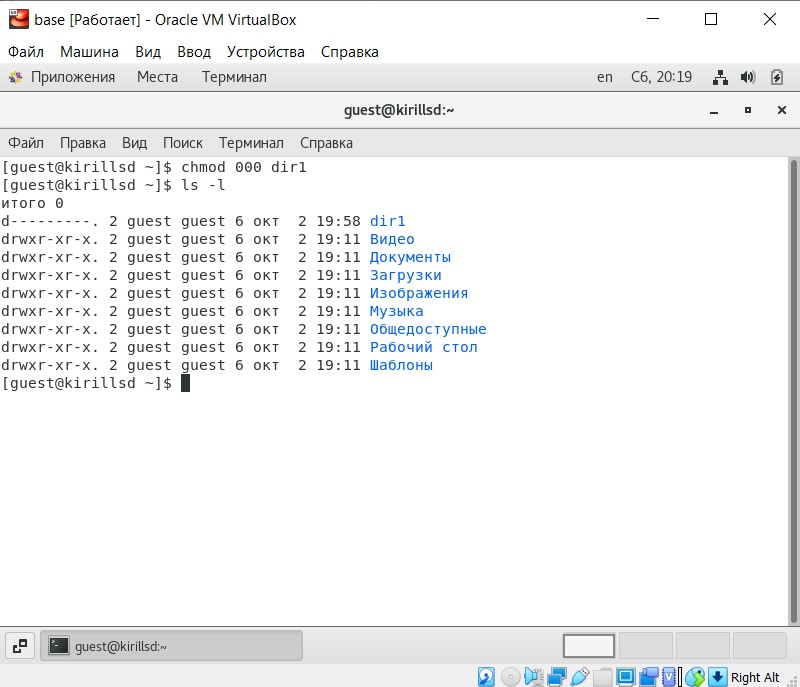 base [Работает] - Oracle VM VirtualBox
Файл Машина Вид Ввод Устройства Справка
Приложения Места Терминал en Сб, 20:19
guest@kirillsd:~
Файл Правка Вид Поиск Терминал Справка
[guest@kirillsd ~]$ chmod 000 dir1
[guest@kirillsd ~]$ ls -l
итого 0
d---------. 2 guest guest 6 окт  2 19:58 dir1
drwxr-xr-x. 2 guest guest 6 окт  2 19:11 Видео
drwxr-xr-x. 2 guest guest 6 окт  2 19:11 Документы
drwxr-xr-x. 2 guest guest 6 окт  2 19:11 Загрузки
drwxr-xr-x. 2 guest guest 6 окт  2 19:11 Изображения
drwxr-xr-x. 2 guest guest 6 окт  2 19:11 Музыка
drwxr-xr-x. 2 guest guest 6 окт  2 19:11 Общедоступные
drwxr-xr-x. 2 guest guest 6 окт  2 19:11 Рабочий стол
drwxr-xr-x. 2 guest guest 6 окт  2 19:11 Шаблоны
[guest@kirillsd ~]$
guest@kirillsd:~
Right Alt